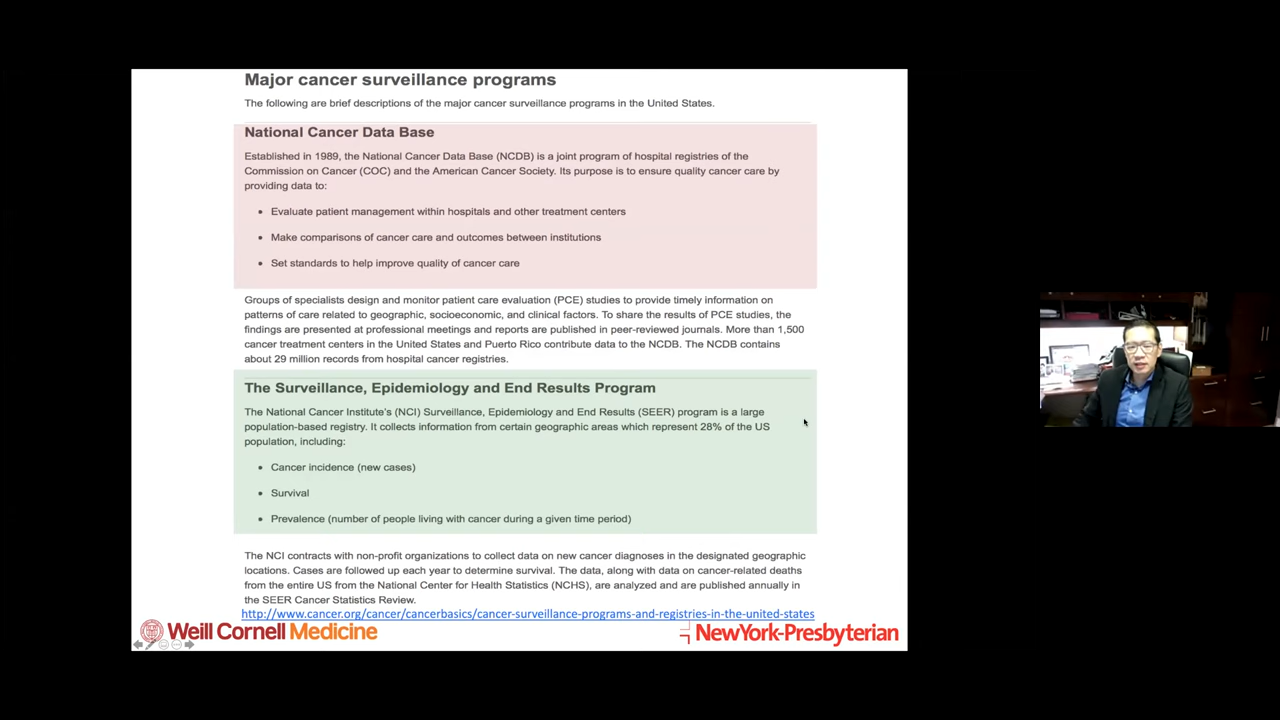 Major cancer surveillance programs
The following are brief descriptions of the major cancer surveillance programs in the United States.
National Cancer Data Base
Established in 1989, the National Cancer Data Base (NCDB) is a joint program of hospital registries of the
Commission on Cancer (COC) and the American Cancer Society. Its purpose is to ensure quality cancer care by
providing data to:
• Evaluate patient management within hospitals and other treatment centers
• Make comparisons of cancer care and outcomes between institutions
• Set standards to help improve quality of cancer care
Groups of specialists design and monitor patient care evaluation (PCE) studies to provide timely information on
patterns of care related to geographic, socioeconomic, and clinical factors. To share the results of PCE studies, the
findings are presented at professional meetings and reports are published in peer-reviewed journals. More than 1,500
cancer treatment centers in the United States and Puerto Rico contribute data to the NCDB. The NCDB contains
about 29 million records from hospital cancer registries.
The Surveillance, Epidemiology and End Results Program
The National Cancer Institute's (NCI) Surveillance, Epidemiology and End Results (SEER) program is a large
population-based registry. It collects information from certain geographic areas which represent 28% of the US
population, including:
• Cancer incidence (new cases)
• Survival
• Prevalence (number of people living with cancer during a given time period)
The NCI contracts with non-profit organizations to collect data on new cancer diagnoses in the designated geographic
locations. Cases are followed up each year to determine survival. The data, along with data on cancer-related deaths
from the entire US from the National Center for Health Statistics (NCHS), are analyzed and are published annually in
the SEER Cancer Statistics Review.
http://www.cancer.org/cancer/cancerbasics/cancer-surveillance-programs-and-registries-in-the-united-states
Weill Cornell Medicine
NewYork-Presbyterian